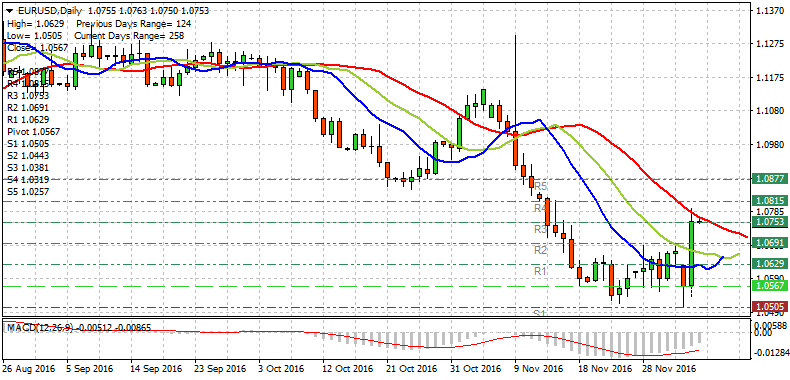 EURUSD,Daily 1.0755 1.0763 1.0750 1.0753
High= 1.0629 Previous Days Range= 124
Low= 1.0505 Current Days Range= 258
Close= 1.0567
R3 1.0753
R2 1.0691
R1 1.0629
Pivot 1.0567
S1 1.0505
S2 1.0443
S3 1.0381
S4 1.0319
S5 1.0257
R5
R4
R3
R2
R1
S1
1.1370
1.1275
1.1175
1.1080
1.0980
1.0877
1.0815
1.0785
1.0753
1.0691
1.0629
1.0590
1.0567
1.0505
1.0490
MACD(12,26,9) -0.00512 -0.00865
0.00588
0.00
-0.01284
26 Aug 2016
5 Sep 2016
14 Sep 2016
23 Sep 2016
3 Oct 2016
12 Oct 2016
21 Oct 2016
31 Oct 2016
9 Nov 2016
18 Nov 2016
28 Nov 2016